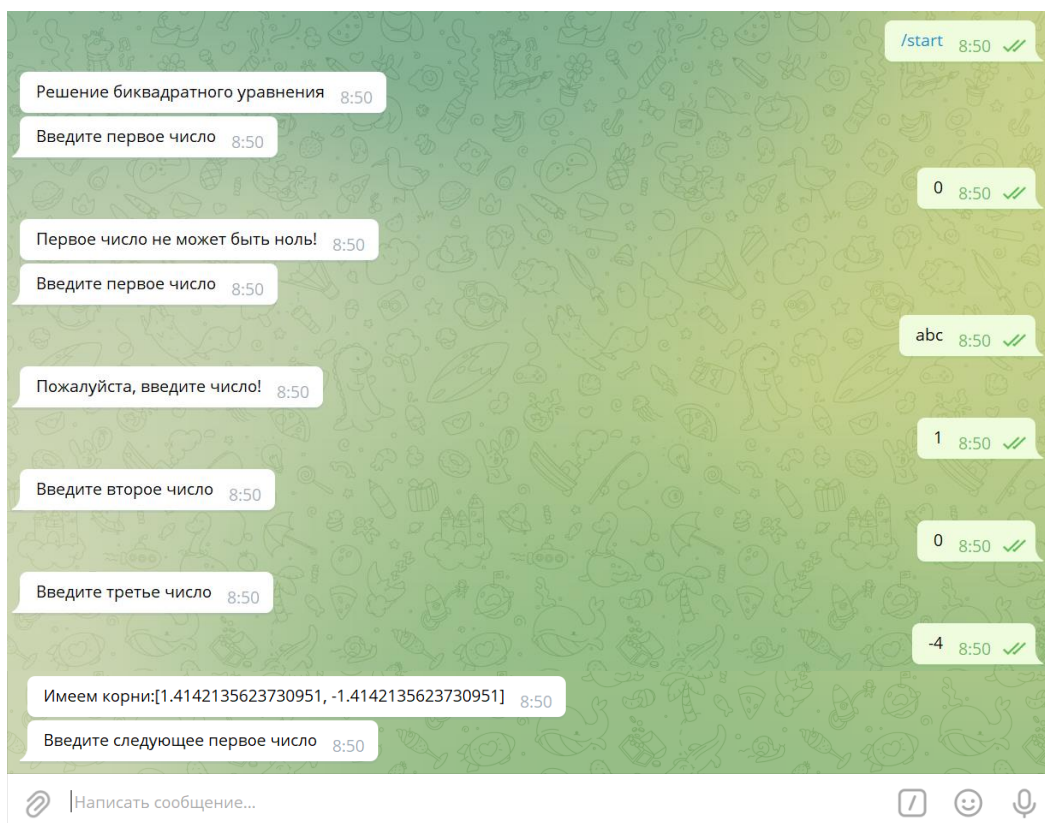 /start 8:50
Решение биквадратного уравнения 8:50
Введите первое число 8:50
0 8:50
Первое число не может быть ноль! 8:50
Введите первое число 8:50
abc 8:50
Пожалуйста, введите число! 8:50
1 8:50
Введите второе число 8:50
0 8:50
Введите третье число 8:50
-4 8:50
Имеем корни:[1.4142135623730951, -1.4142135623730951] 8:50
Введите следующее первое число 8:50
Написать сообщение...